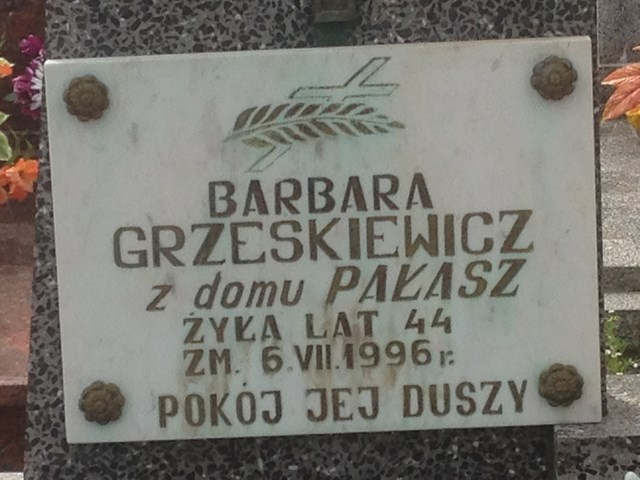 BARBARA
GRZESKIEWICZ
z domu PAŁASZ
ŻYŁA LAT 44
ZM. 6.VII.1996 r.
POKÓJ JEJ DUSZY